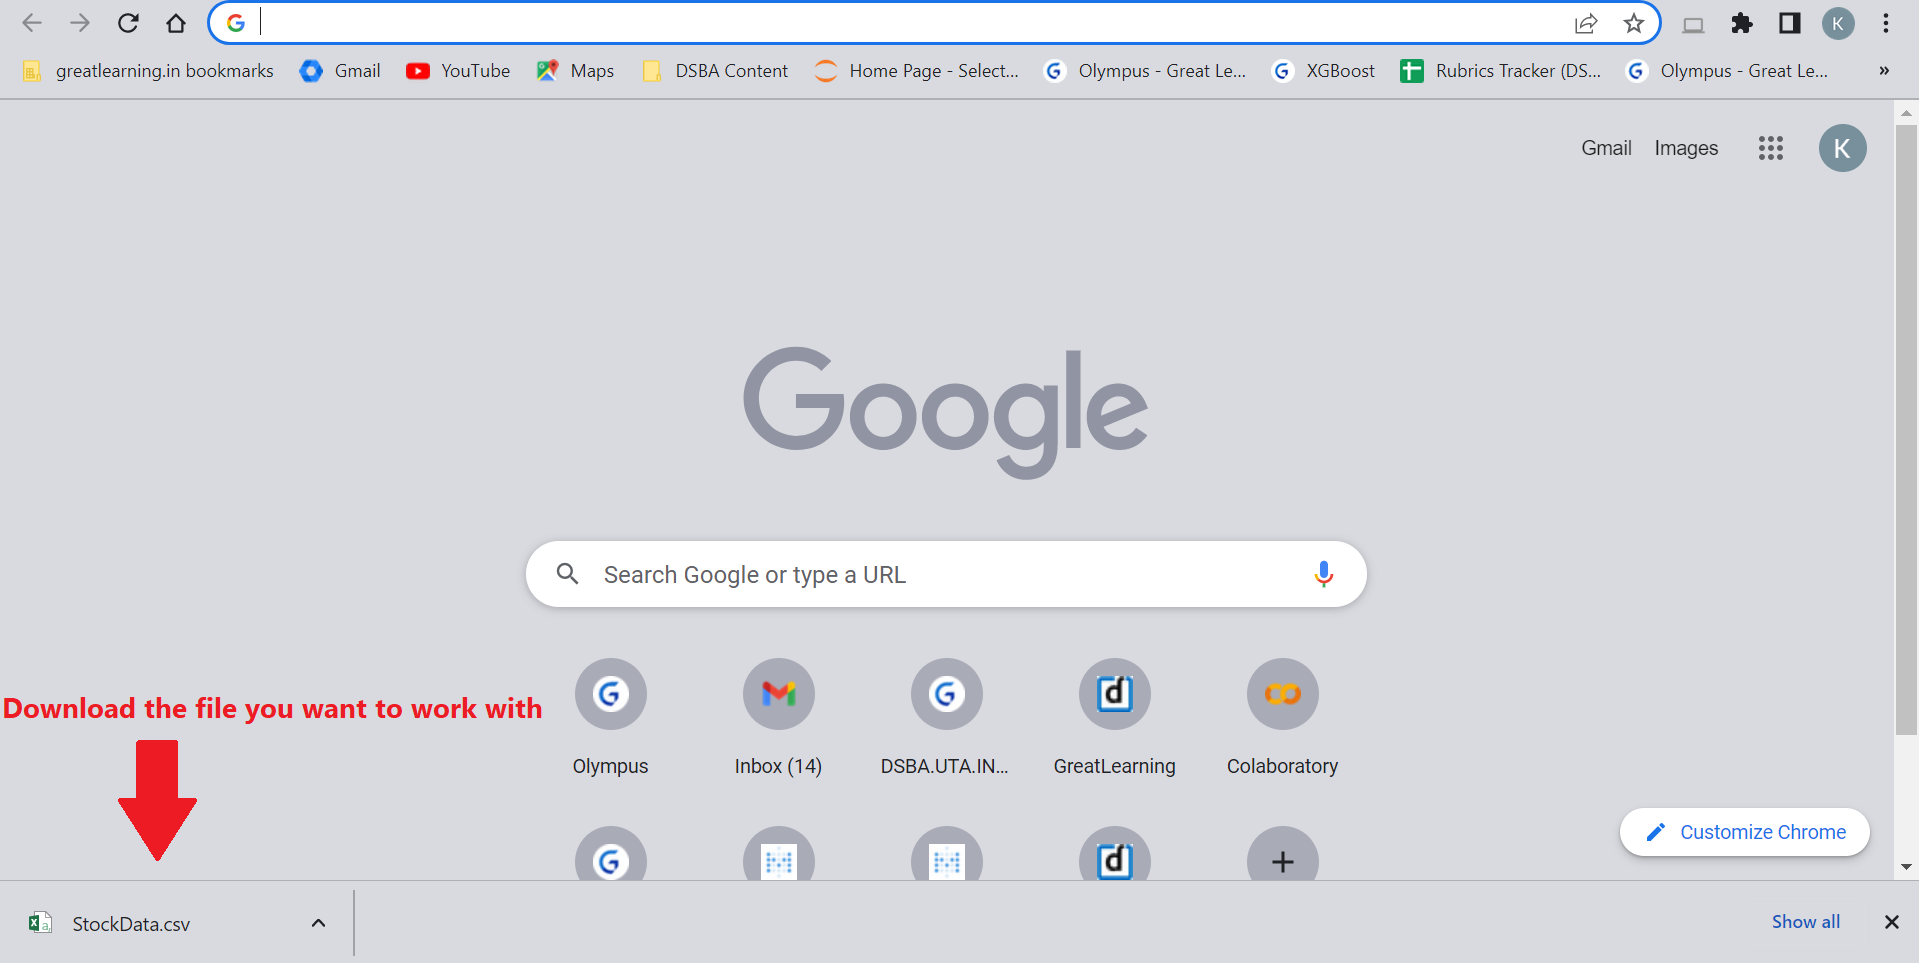 K
greatlearning.in bookmarks
Gmail
YouTube
Maps
DSBA Content
Home Page - Select...
Olympus - Great Le...
XGBoost
Rubrics Tracker (DS...
Olympus - Great Le...
»
Gmail
Images
K
Google
Search Google or type a URL
Download the file you want to work with
Olympus
Inbox (14)
DSBA.UTA.IN...
GreatLearning
Colaboratory
Customize Chrome
StockData.csv
Show all